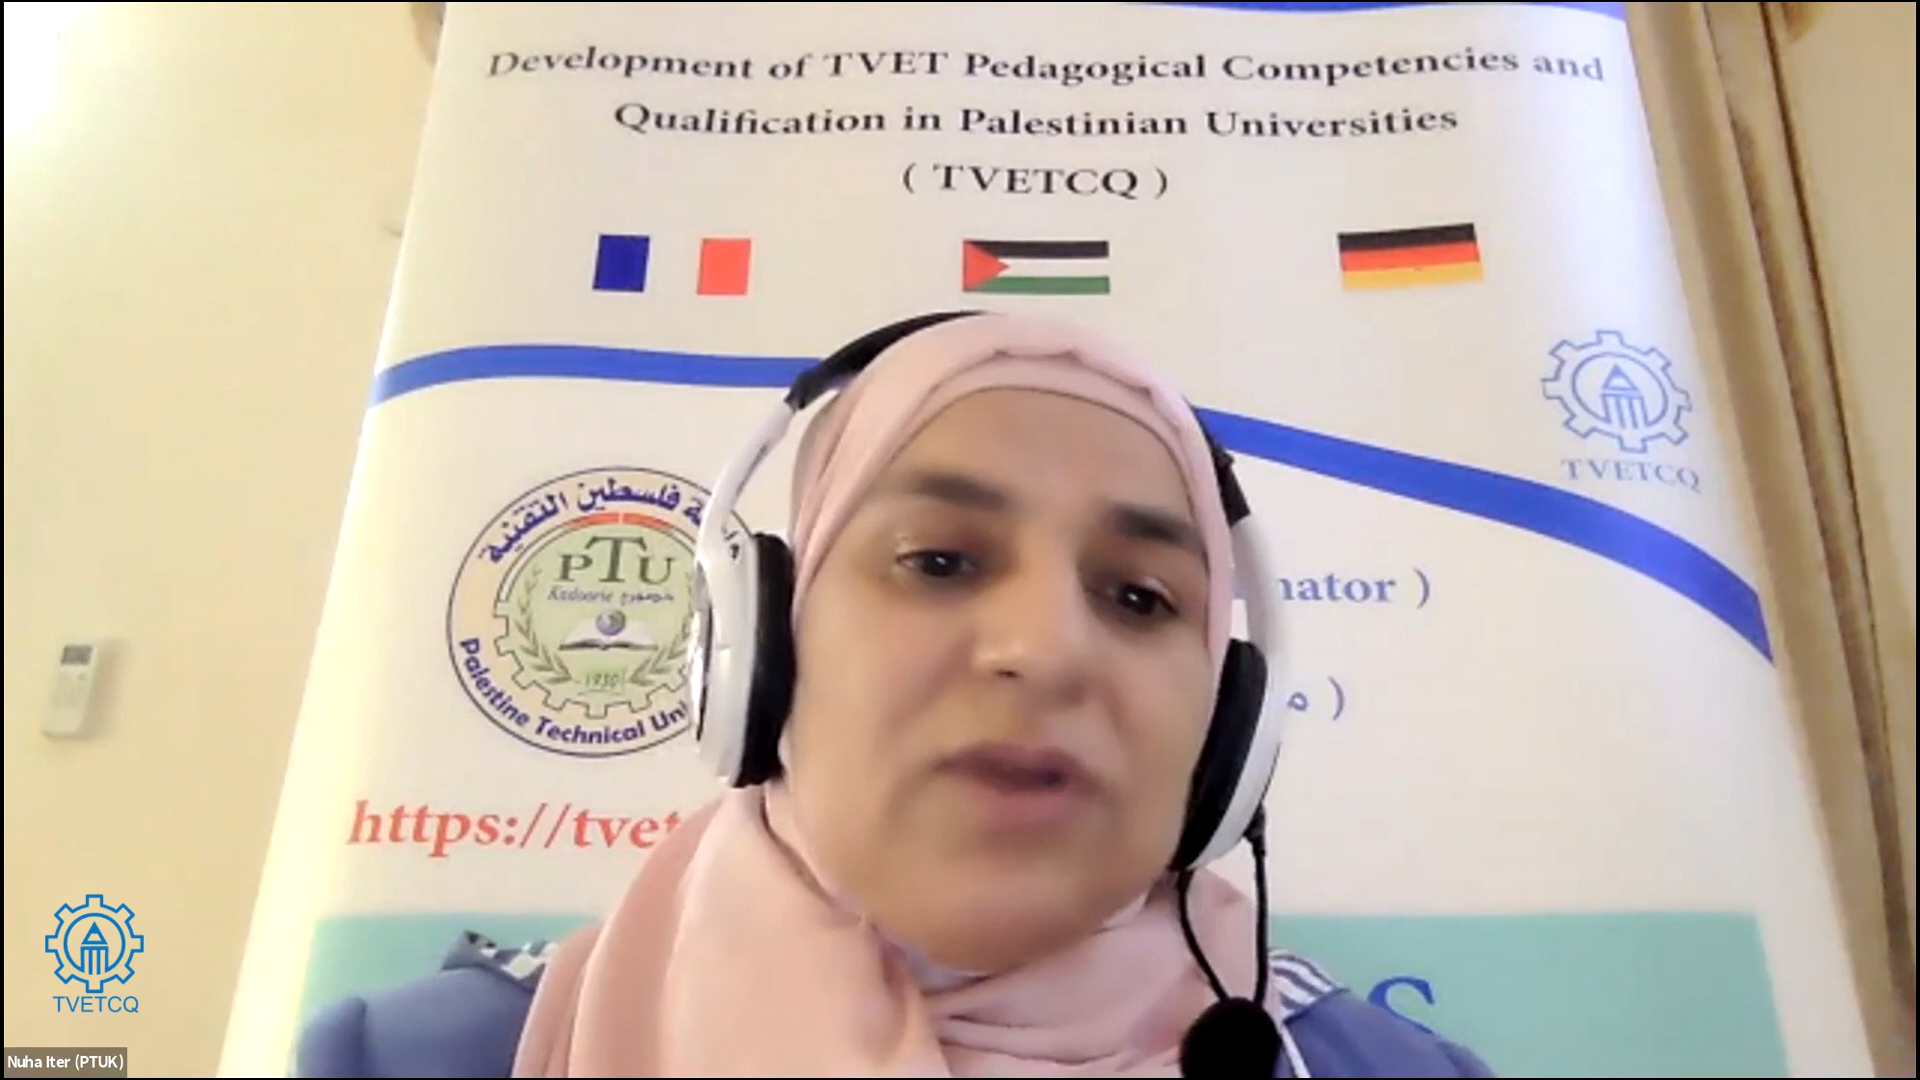 Development of TVET Pedagogical Competencies and
Qualification in Palestinian Universities
( TVETCQ )
TVETCQ
فلسطين التقنية
PTU
Kadoorie خضوري
1930
Palestine Technical
nator )
( م
https://tvet
S
TVETCQ
Nuha Iter (PTUK)